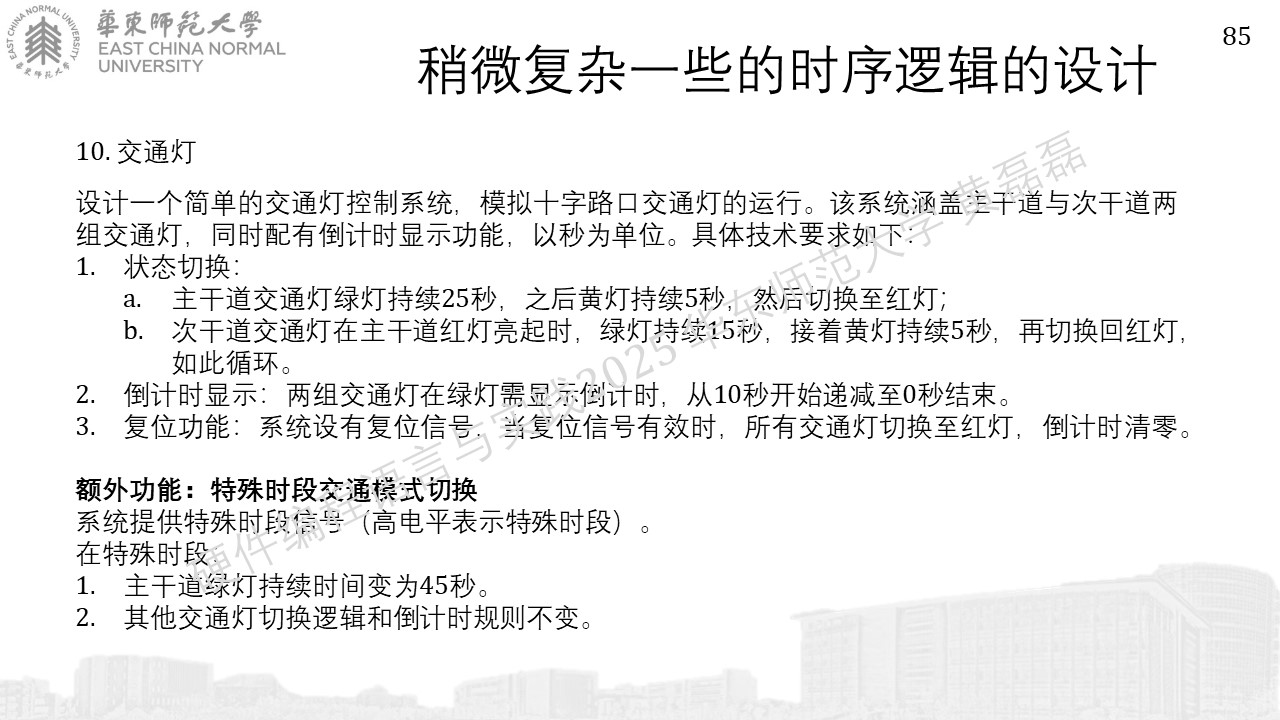 華東師范大學
EAST CHINA NORMAL
UNIVERSITY
85
稍微复杂一些的时序逻辑的设计
10. 交通灯
设计一个简单的交通灯控制系统，模拟十字路口交通灯的运行。该系统涵盖主干道与次干道两
组交通灯，同时配有倒计时显示功能，以秒为单位。具体技术要求如下：
1. 状态切换：
a. 主干道交通灯绿灯持续25秒，之后黄灯持续5秒，然后切换至红灯；
b. 次干道交通灯在主干道红灯亮起时，绿灯持续15秒，接着黄灯持续5秒，再切换回红灯，
如此循环。
2. 倒计时显示：两组交通灯在绿灯需显示倒计时，从10秒开始递减至0秒结束。
3. 复位功能：系统设有复位信号，当复位信号有效时，所有交通灯切换至红灯，倒计时清零。
额外功能：特殊时段交通模式切换
系统提供特殊时段信号（高电平表示特殊时段）。
在特殊时段：
1. 主干道绿灯持续时间变为45秒。
2. 其他交通灯切换逻辑和倒计时规则不变。
硬件编程语言与实践2025 华东师范大学 黄磊磊
EAST CHINA NORMAL UNIVERSITY
華東师范大學